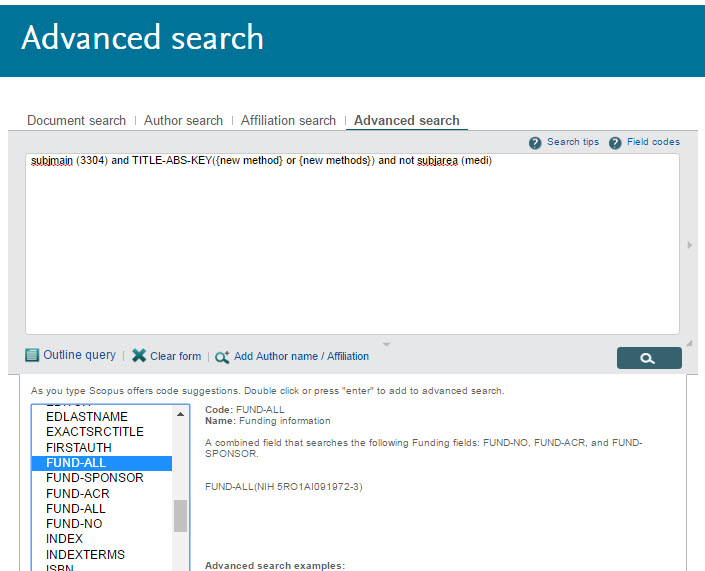 Advanced search
Document search | Author search | Affiliation search | Advanced search
? Search tips ? Field codes
subjmain (3304) and TITLE-ABS-KEY({new method} or {new methods}) and not subjarea (medi)
Outline query | Clear form | Add Author name / Affiliation
As you type Scopus offers code suggestions. Double click or press "enter" to add to advanced search.
EDLASTNAME
EXACTSRCTITLE
FIRSTAUTH
FUND-ALL
FUND-SPONSOR
FUND-ACR
FUND-ALL
FUND-NO
INDEX
INDEXTERMS
ISBN
Code: FUND-ALL
Name: Funding information
A combined field that searches the following Funding fields: FUND-NO, FUND-ACR, and FUND-
SPONSOR.
FUND-ALL(NIH 5RO1AI091972-3)
Advanced search examples: